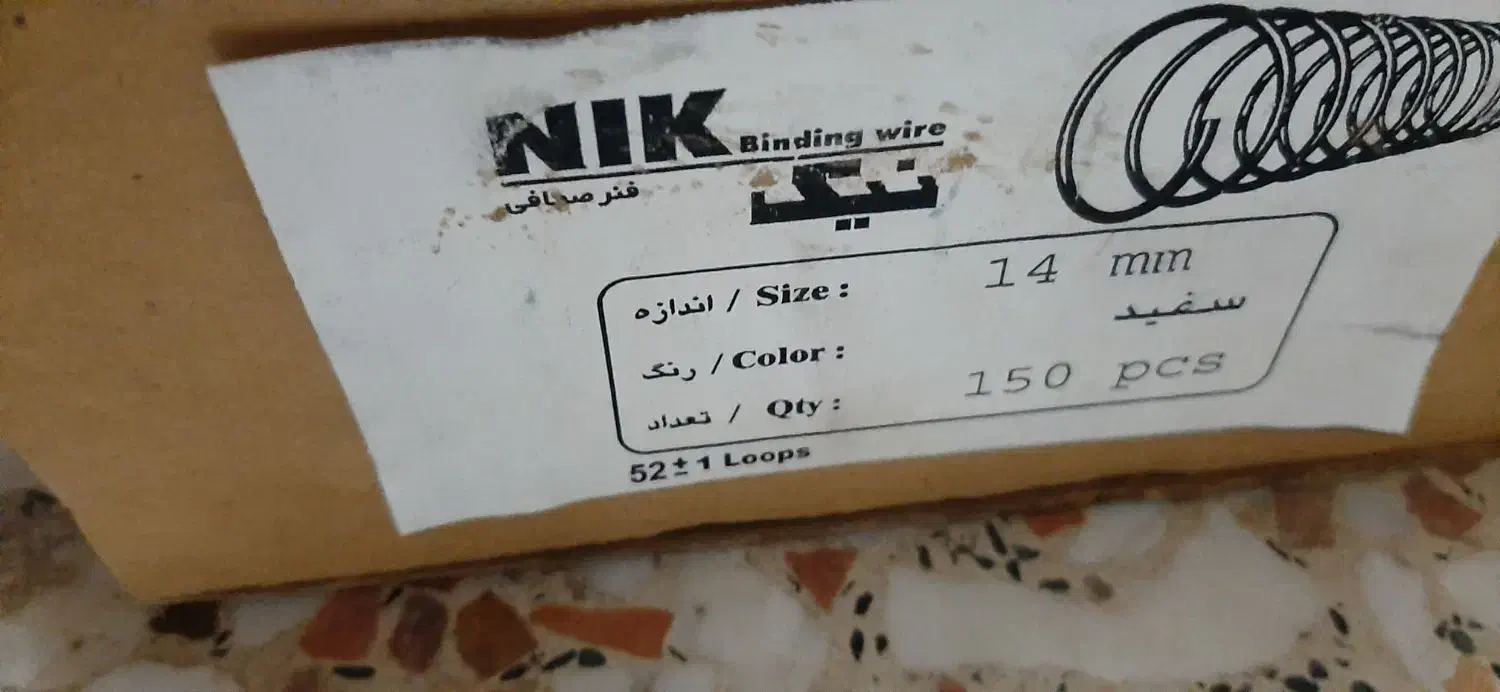 NIK Binding wire
فنر صحافی
نیک
اندازه / Size : 14 mm
رنگ / Color : سفید
تعداد / Qty : 150 pcs
52 ± 1 Loops